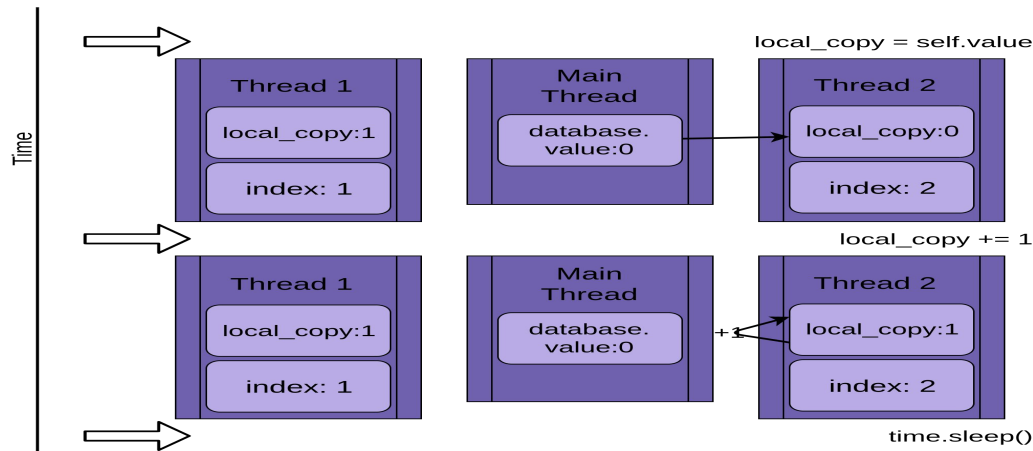 Time
local_copy = self.value
Thread 1
local_copy:1
index: 1
Main
Thread
database.
value:0
Thread 2
local_copy:0
index: 2
local_copy += 1
Thread 1
local_copy:1
index: 1
Main
Thread
database.
value:0
+1
Thread 2
local_copy:1
index: 2
time.sleep()